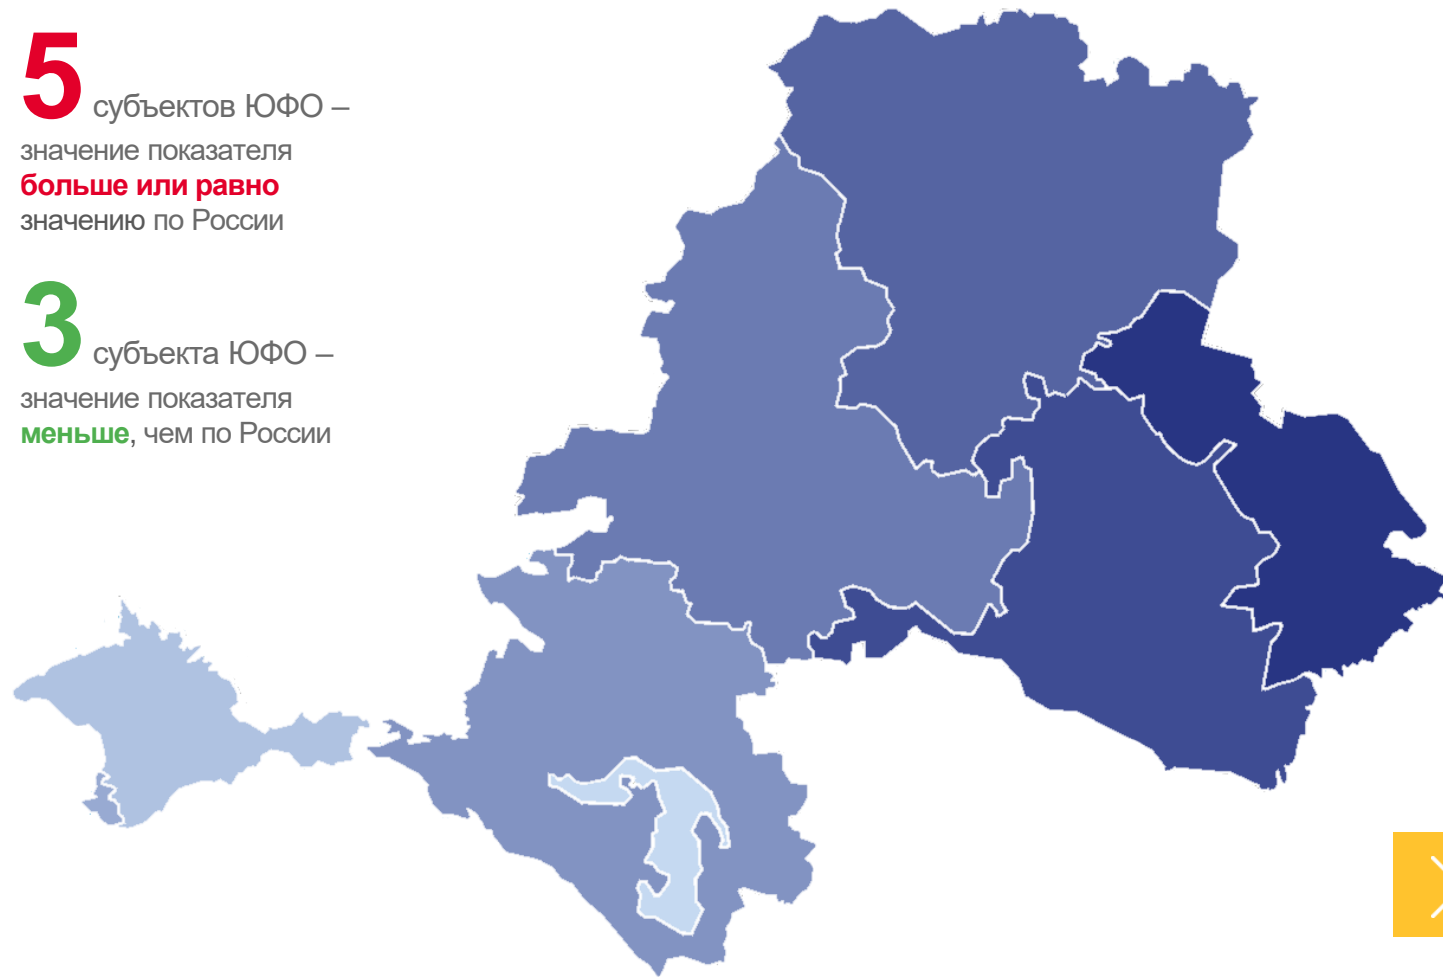 5 субъектов ЮФО –
значение показателя
больше или равно
значению по России
3 субъекта ЮФО –
значение показателя
меньше, чем по России